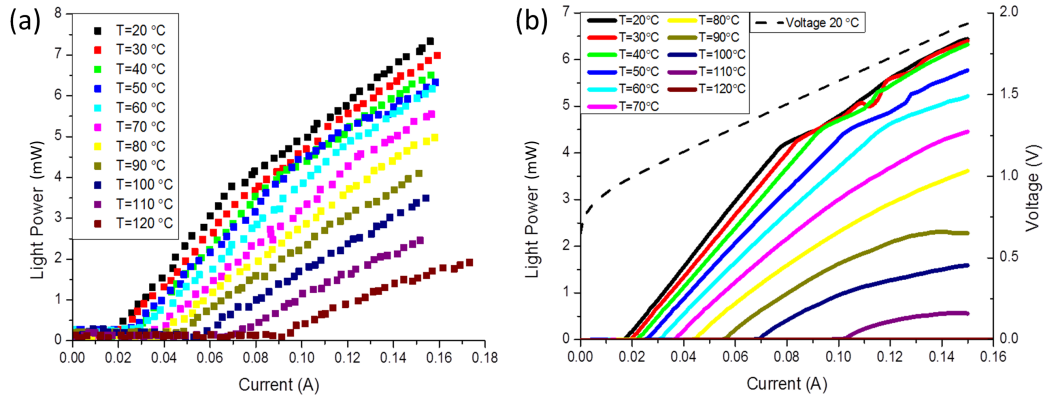 (a)
8
7
6
5
4
3
2
1
0
Light Power (mW)
T=20 °C
T=30 °C
T=40 °C
T=50 °C
T=60 °C
T=70 °C
T=80 °C
T=90 °C
T=100 °C
T=110 °C
T=120 °C
0.00 0.02 0.04 0.06 0.08 0.10 0.12 0.14 0.16 0.18
Current (A)
(b)
7
6
5
4
3
2
1
0
Light Power (mW)
T=20°C T=80°C
T=30°C T=90°C
T=40°C T=100°C
T=50°C T=110°C
T=60°C T=120°C
T=70°C
Voltage 20 °C
2.0
1.5
1.0
0.5
0.0
Voltage (V)
0.00 0.02 0.04 0.06 0.08 0.10 0.12 0.14 0.16
Current (A)